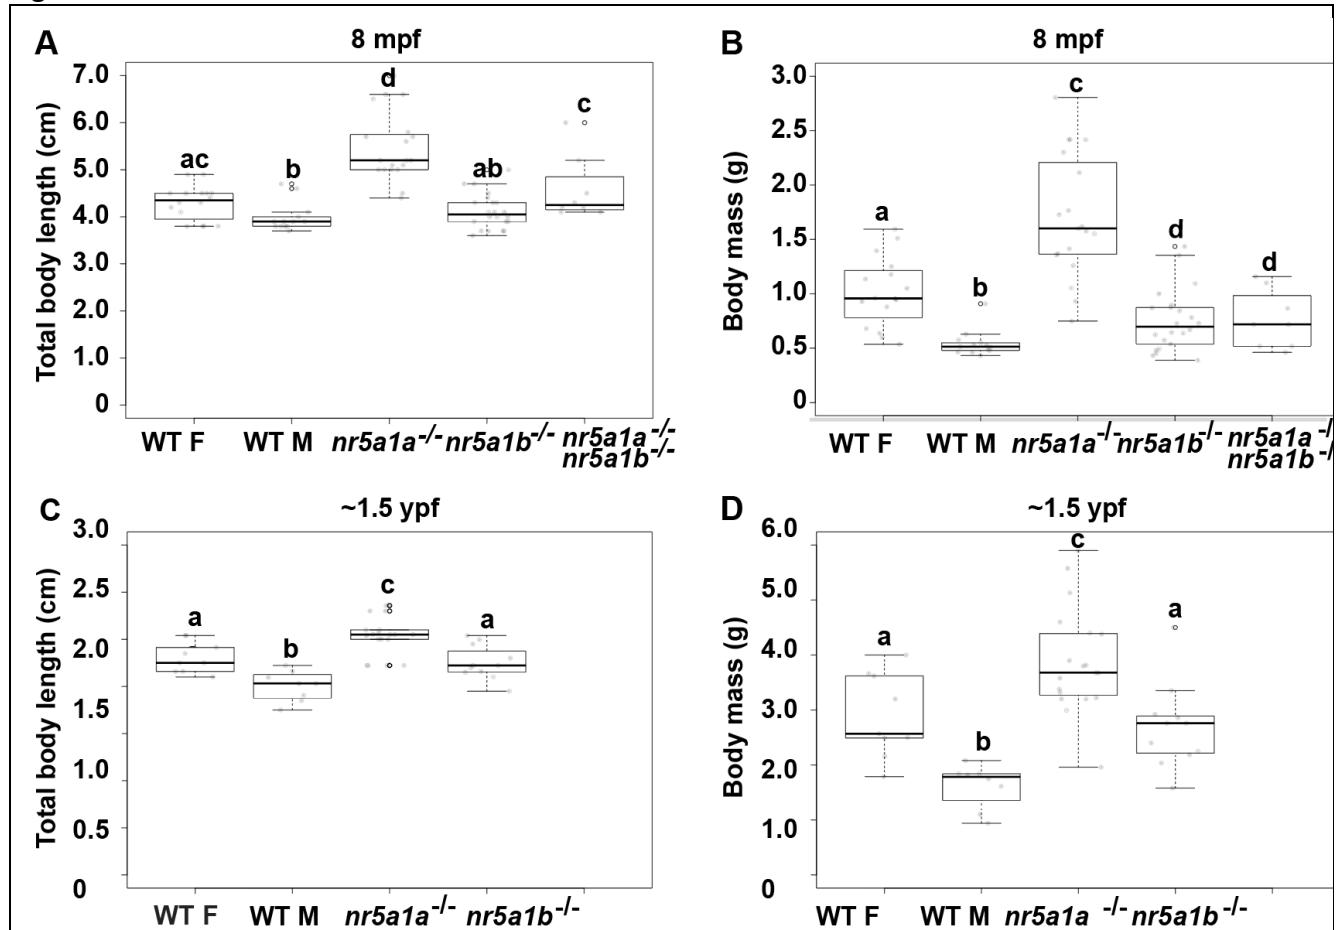 A
8 mpf
Total body length (cm)
7.0
6.0
5.0
4.0
3.0
2.0
1.0
0
ac
b
d
ab
c
WT F
WT M
nr5a1a-/-
nr5a1b-/-
nr5a1a-/-
nr5a1b-/-
B
8 mpf
Body mass (g)
3.0
2.5
2.0
1.5
1.0
0.5
0
a
b
c
d
d
WT F
WT M
nr5a1a-/-
nr5a1b-/-
nr5a1a-/
nr5a1b-/
C
~1.5 ypf
Total body length (cm)
3.0
2.5
2.0
1.5
1.0
0.5
0
a
b
c
a
WT F
WT M
nr5a1a-/-
nr5a1b-/-
D
~1.5 ypf
Body mass (g)
6.0
5.0
4.0
3.0
2.0
1.0
0
a
b
c
a
WT F
WT M
nr5a1a -/-
nr5a1b-/-